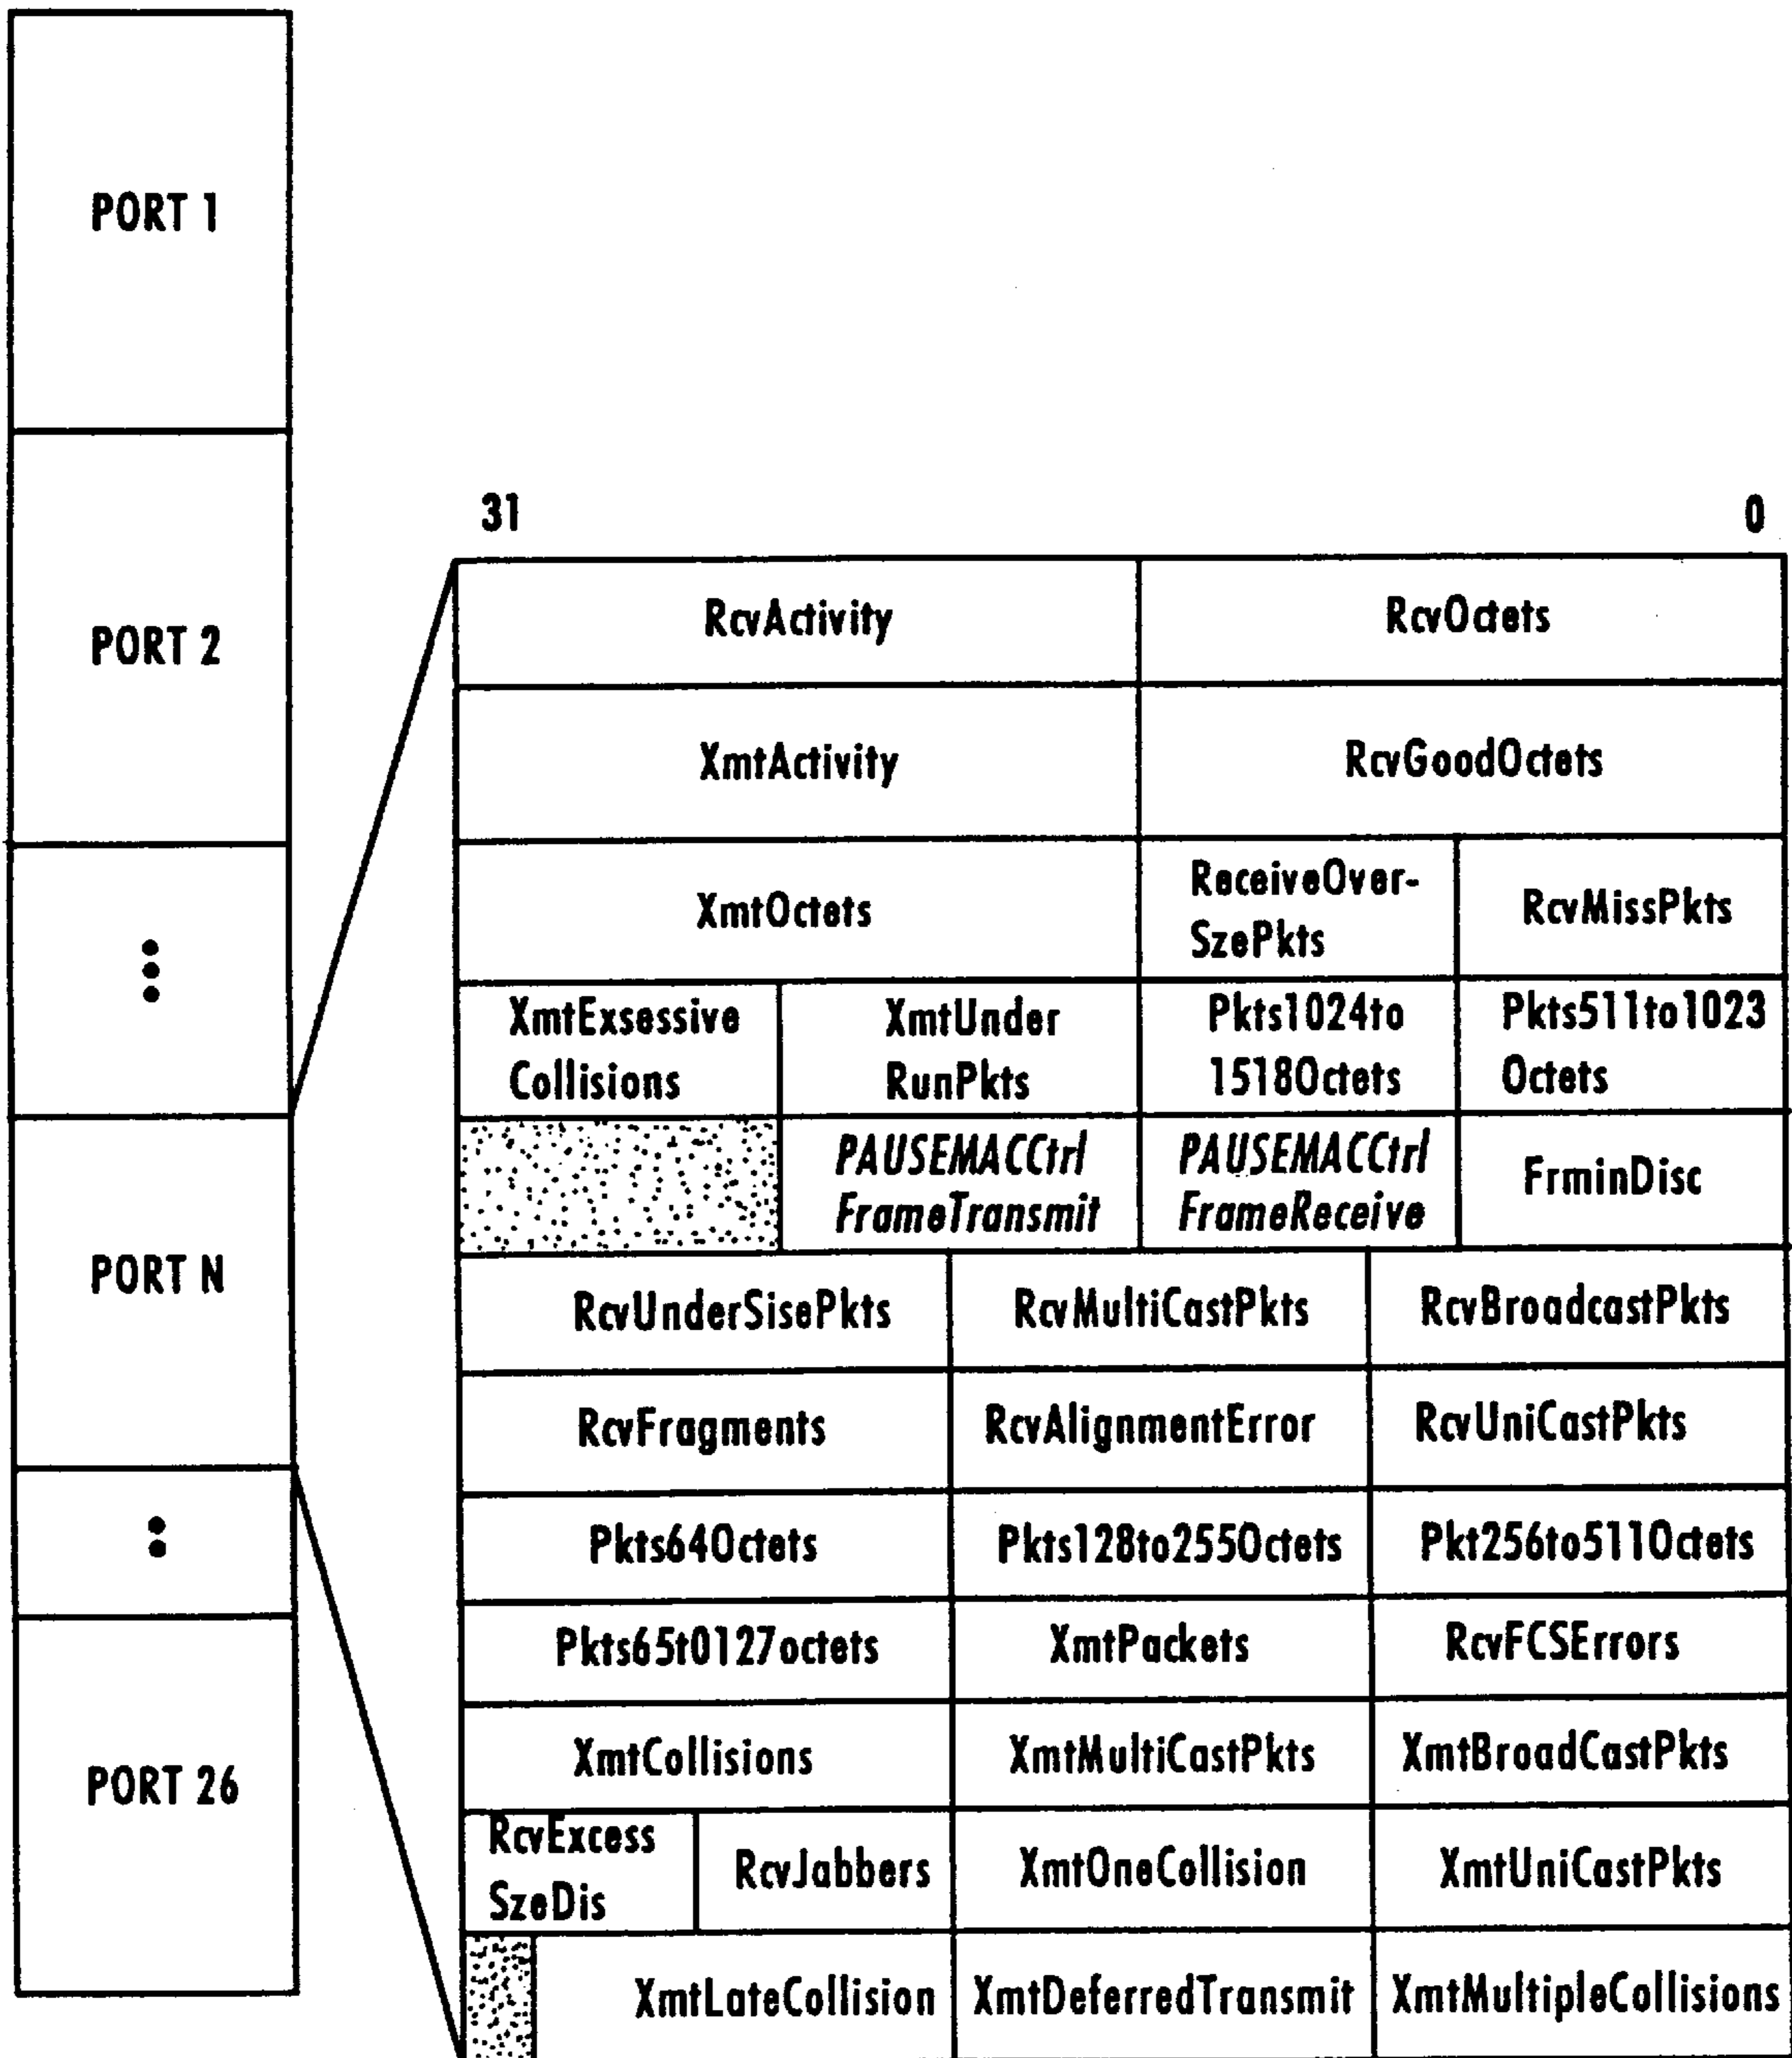 PORT 1
PORT 2
PORT N
PORT 26
31 0
RcvActivity
RcvOctets
XmtActivity
RcvGoodOctets
XmtOctets
ReceiveOver-
SzePkts
RcvMissPkts
XmtExsessive
Collisions
XmtUnder
RunPkts
Pkts1024to
1518Octets
Pkts511to1023
Octets
PAUSEMACCtrl
FrameTransmit
PAUSEMACCtrl
FrameReceive
FrminDisc
RcvUnderSisePkts
RcvMultiCastPkts
RcvBroadcastPkts
RcvFragments
RcvAlignmentError
RcvUniCastPkts
Pkts64Octets
Pkts128to255Octets
Pkt256to511Octets
Pkts65t0127octets
XmtPackets
RcvFCSErrors
XmtCollisions
XmtMultiCastPkts
XmtBroadCastPkts
RcvExcess
SzeDis
RcvJabbers
XmtOneCollision
XmtUniCastPkts
XmtLateCollision
XmtDeferredTransmit
XmtMultipleCollisions